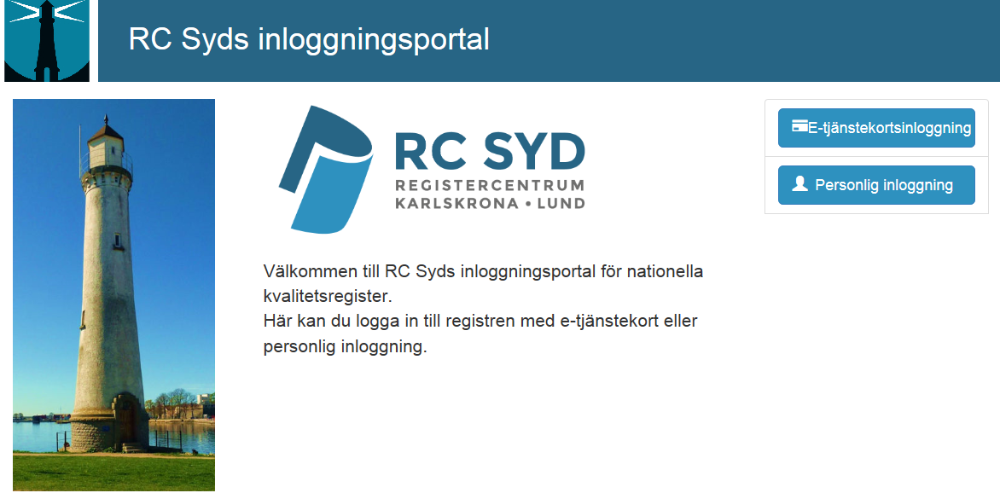 RC Syds inloggningsportal
RC SYD
REGISTERCENTRUM
KARLSKRONA • LUND
Välkommen till RC Syds inloggningsportal för nationella
kvalitetsregister.
Här kan du logga in till registren med e-tjänstekort eller
personlig inloggning.
E-tjänstekortsinloggning
Personlig inloggning